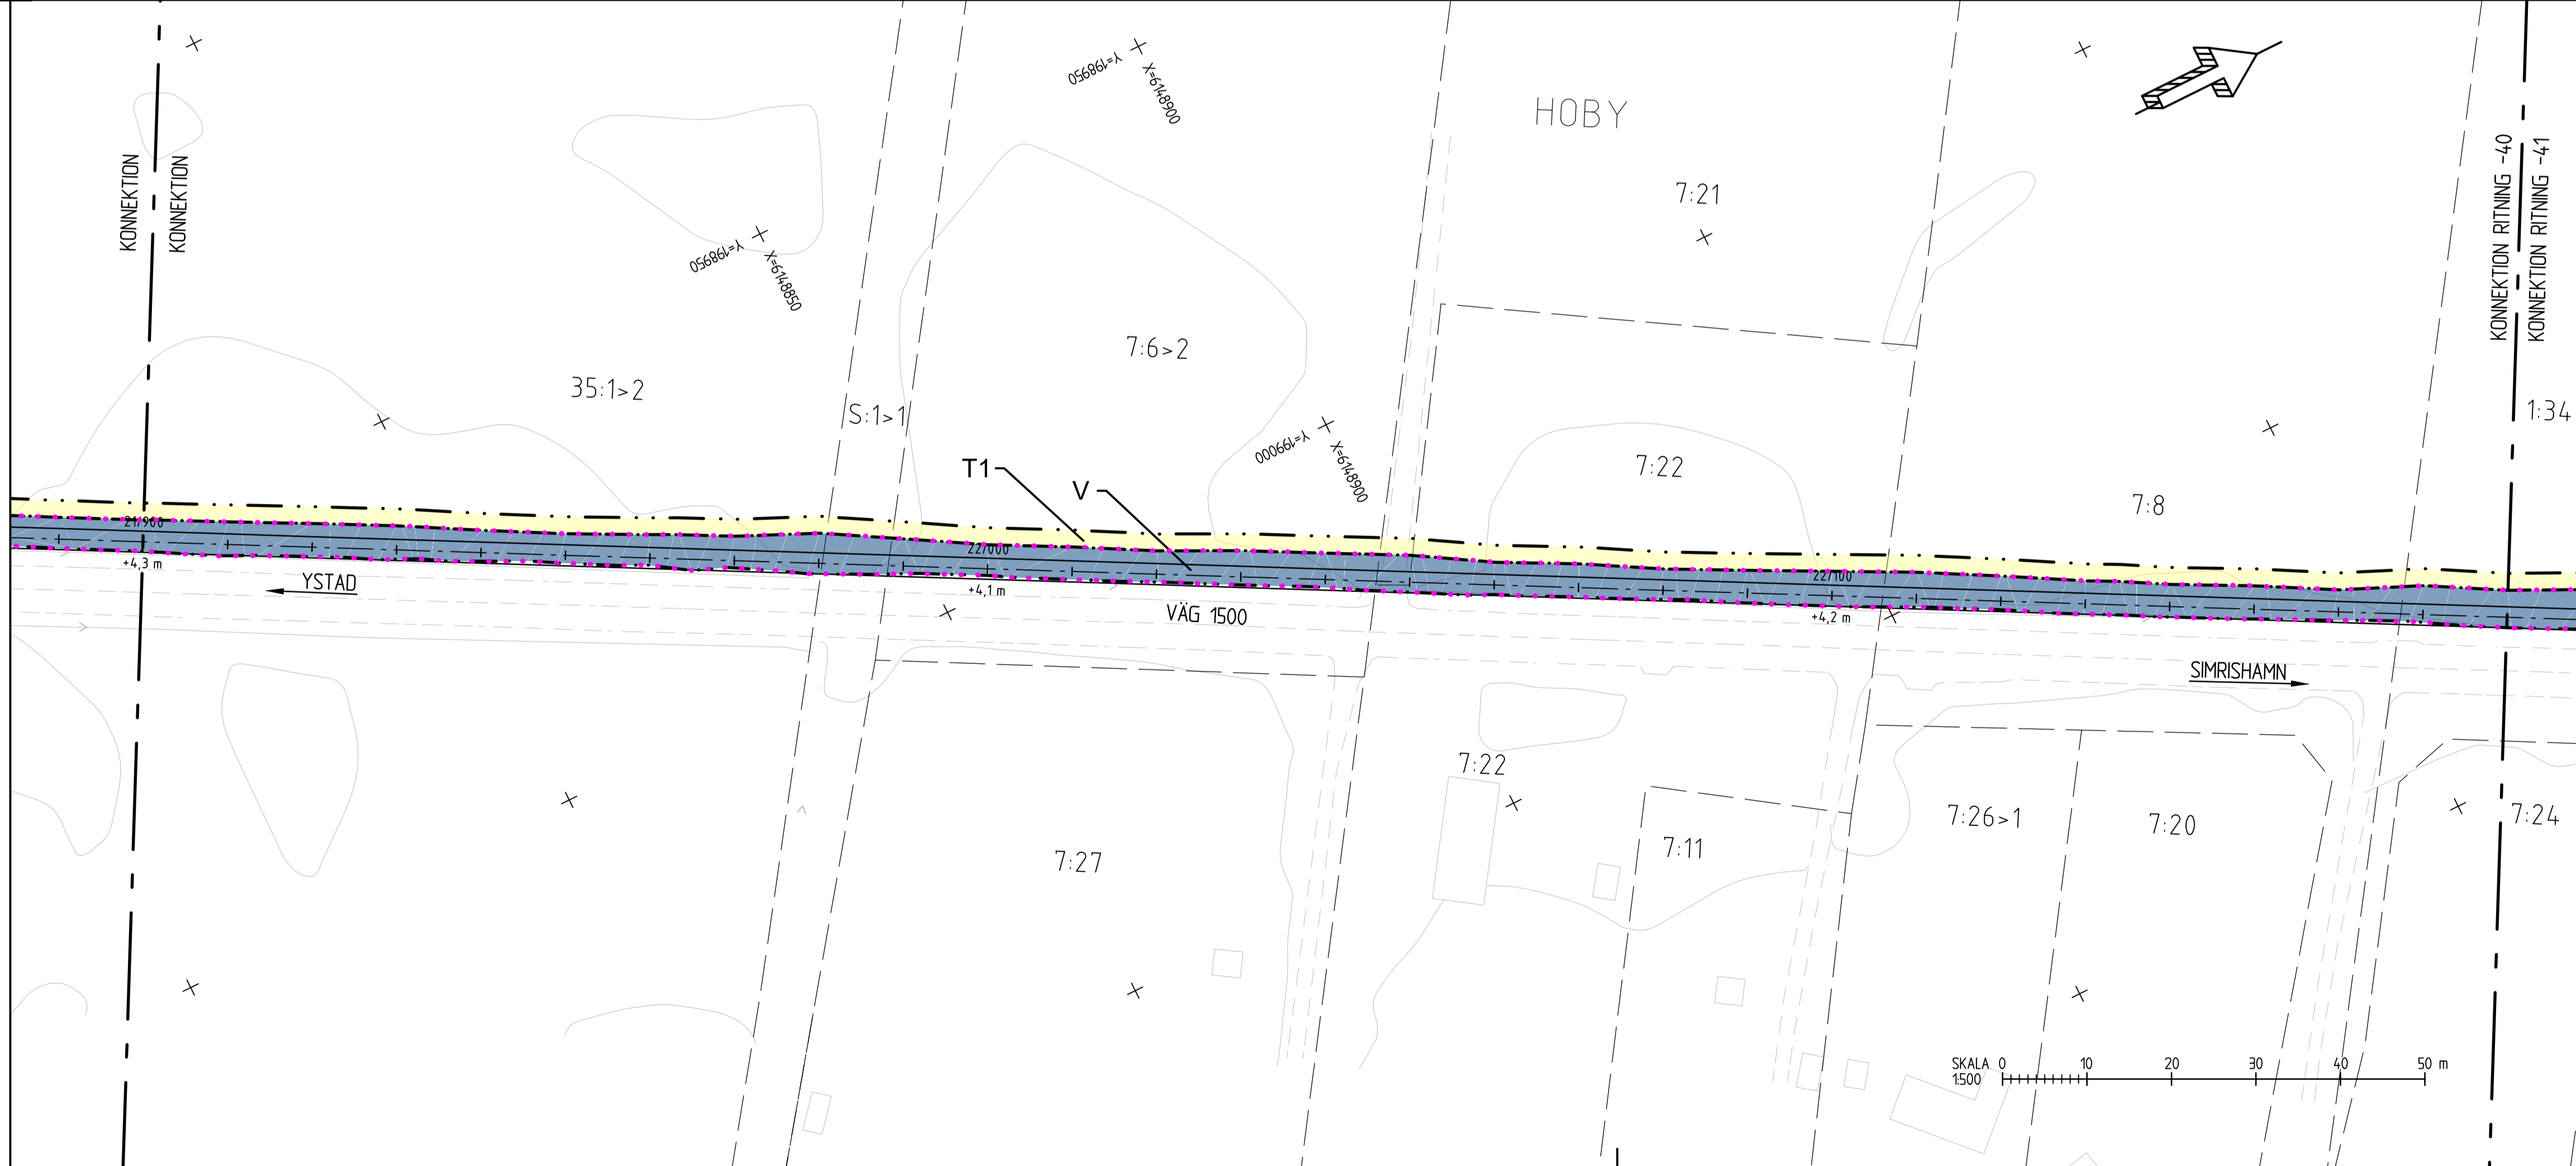 KONNEKTION
KONNEKTION
Y=198950
X=6148900
HOBY
7:21
KONNEKTION RITNING -40
KONNEKTION RITNING -41
Y=198950
X=6148850
7:6>2
35:1>2
S:1>1
1:34
T1
V
Y=199000
X=6148900
7:22
7:8
21/900
22/000
22/100
+4,3 m
+4,1 m
+4,2 m
YSTAD
VÄG 1500
SIMRISHAMN
7:22
7:27
7:11
7:26>1
7:20
7:24
SKALA 0 10 20 30 40 50 m
1:500